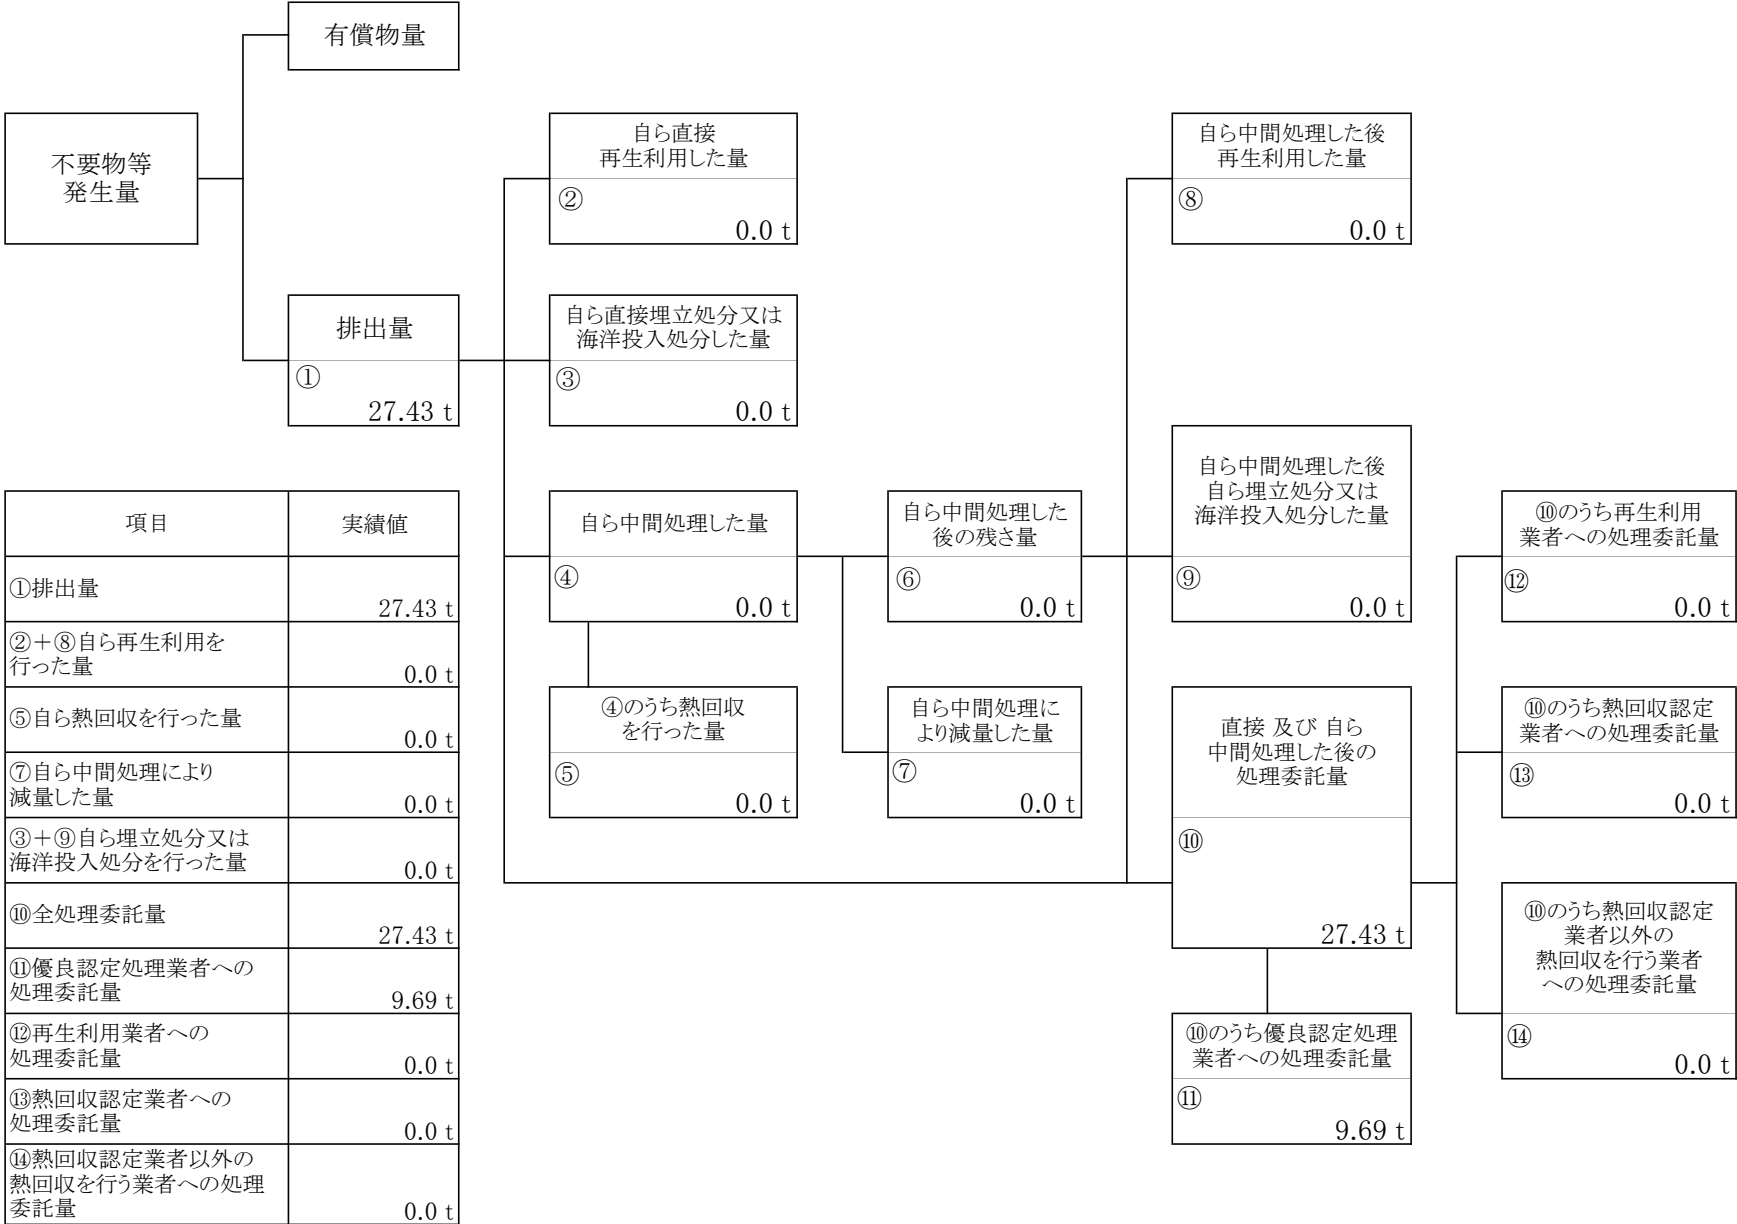 有償物量
不要物等
発生量
自ら直接
再生利用した量
②
0.0 t
自ら中間処理した後
再生利用した量
⑧
0.0 t
排出量
①
27.43 t
自ら直接埋立処分又は
海洋投入処分した量
③
0.0 t
自ら中間処理した量
④
0.0 t
自ら中間処理した
後の残さ量
⑥
0.0 t
自ら中間処理した後
自ら埋立処分又は
海洋投入処分した量
⑨
0.0 t
⑩のうち再生利用
業者への処理委託量
⑫
0.0 t
④のうち熱回収
を行った量
⑤
0.0 t
自ら中間処理に
より減量した量
⑦
0.0 t
直接 及び 自ら
中間処理した後の
処理委託量
⑩
27.43 t
⑩のうち熱回収認定
業者への処理委託量
⑬
0.0 t
⑩のうち熱回収認定
業者以外の
熱回収を行う業者
への処理委託量
⑭
0.0 t
⑩のうち優良認定処理
業者への処理委託量
⑪
9.69 t
項目 実績値
①排出量
27.43 t
②＋⑧自ら再生利用を
行った量
0.0 t
⑤自ら熱回収を行った量
0.0 t
⑦自ら中間処理により
減量した量
0.0 t
③＋⑨自ら埋立処分又は
海洋投入処分を行った量
0.0 t
⑩全処理委託量
27.43 t
⑪優良認定処理業者への
処理委託量
9.69 t
⑫再生利用業者への
処理委託量
0.0 t
⑬熱回収認定業者への
処理委託量
0.0 t
⑭熱回収認定業者以外の
熱回収を行う業者への処理
委託量
0.0 t